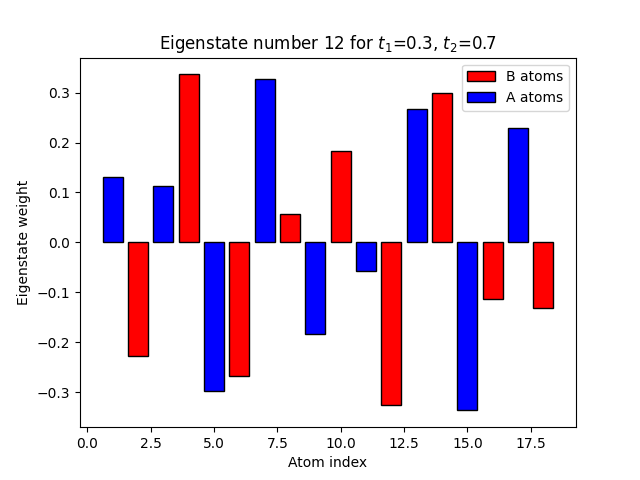 Eigenstate number 12 for $t_1$=0.3, $t_2$=0.7
B atoms
A atoms
Eigenstate weight
0.3
0.2
0.1
0.0
−0.1
−0.2
−0.3
0.0 2.5 5.0 7.5 10.0 12.5 15.0 17.5
Atom index